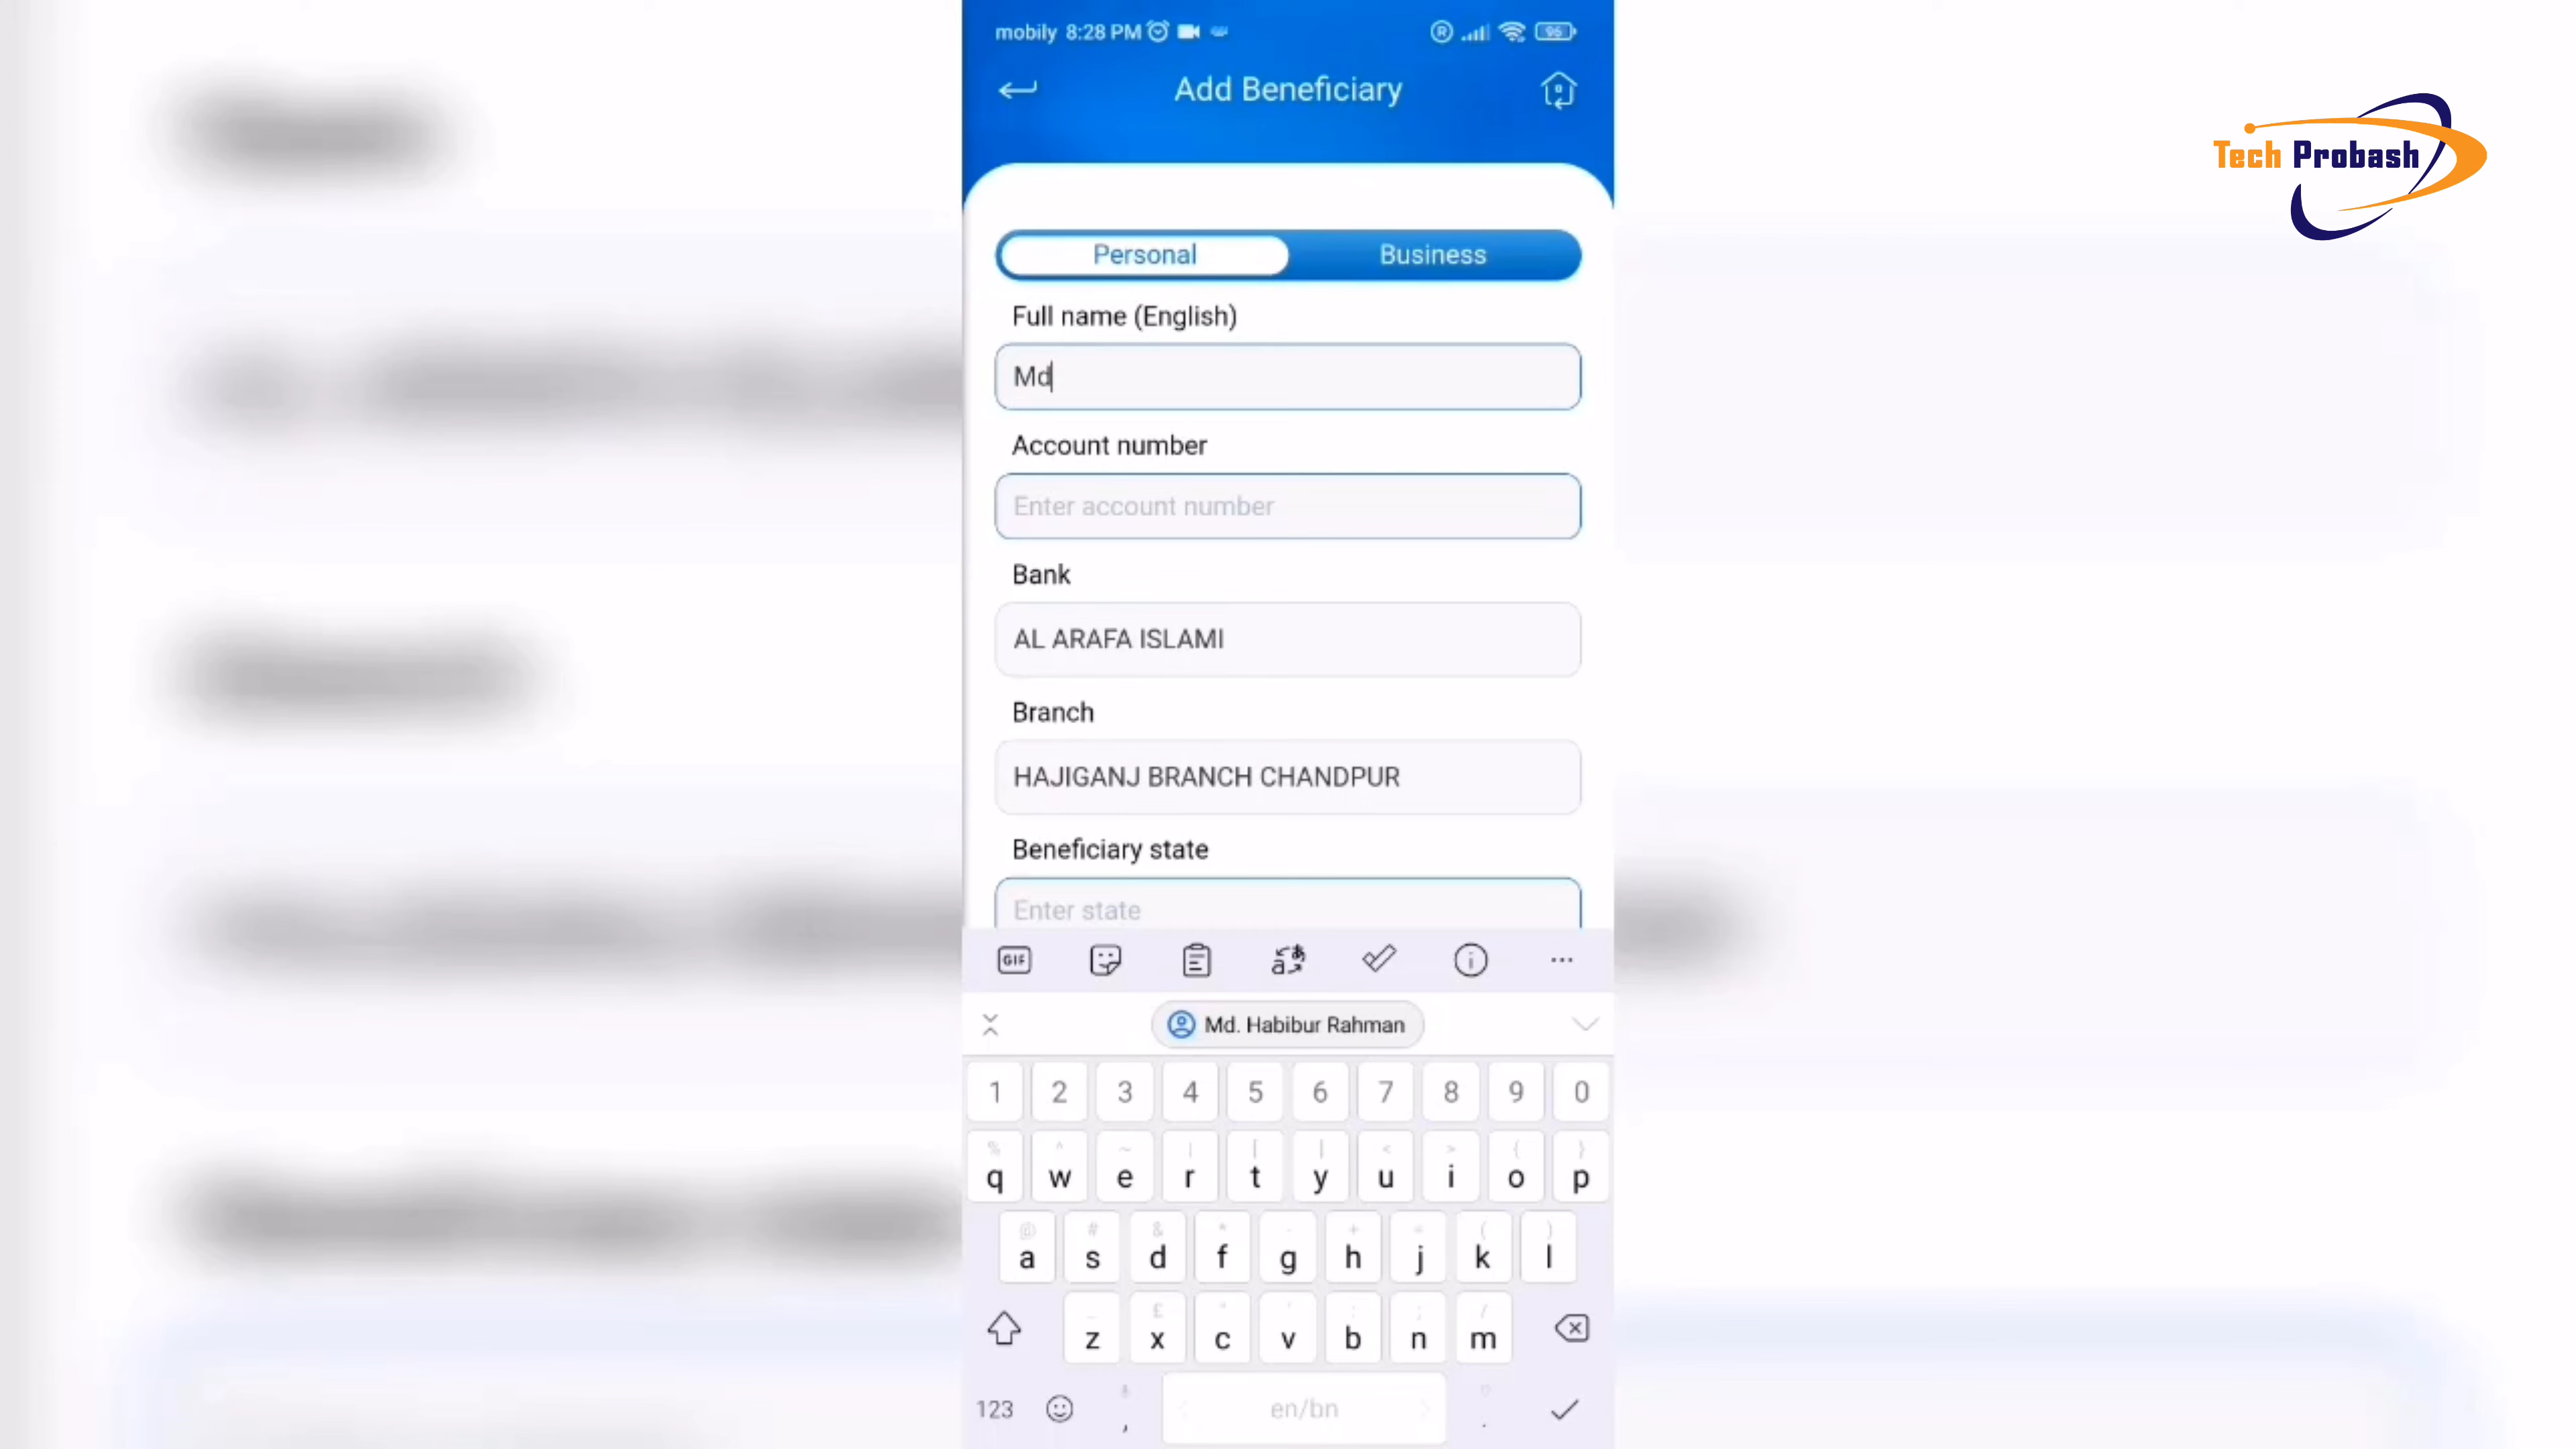 mobily 8:28 PM
R
96
Add Beneficiary
Tech Probash
Personal Business
Full name (English)
Md
Account number
Enter account number
Bank
AL ARAFA ISLAMI
Branch
HAJIGANJ BRANCH CHANDPUR
Beneficiary state
Enter state
GIF
Md. Habibur Rahman
1 2 3 4 5 6 7 8 9 0
q w e r t y u i o p
a s d f g h j k l
z x c v b n m
123 , en/bn .